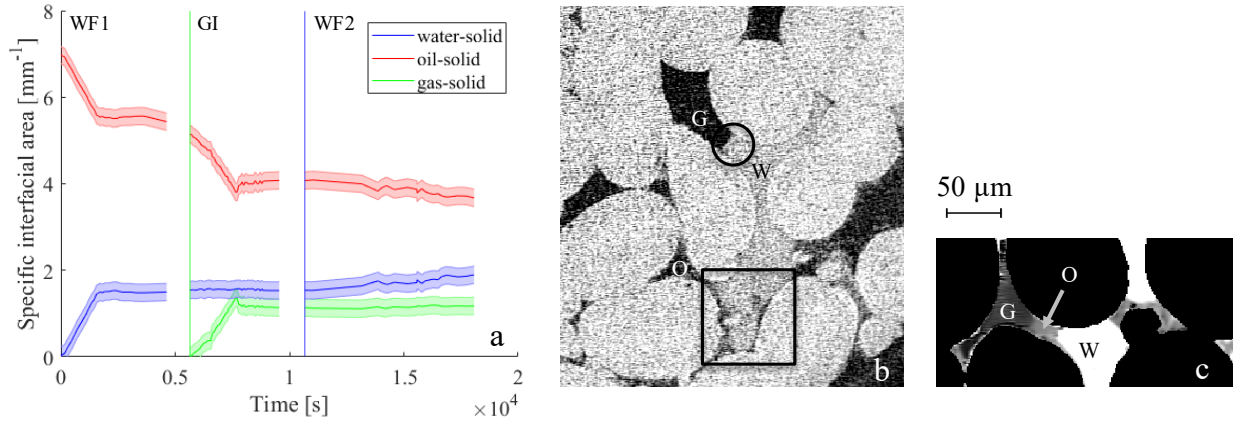 WF1 GI WF2
water-solid
oil-solid
gas-solid
Specific interfacial area [mm⁻¹]
8
6
4
2
0
0 0.5 1 1.5 2
×10⁴
Time [s]
a
G
W
O
b
50 µm
O
G
W
c